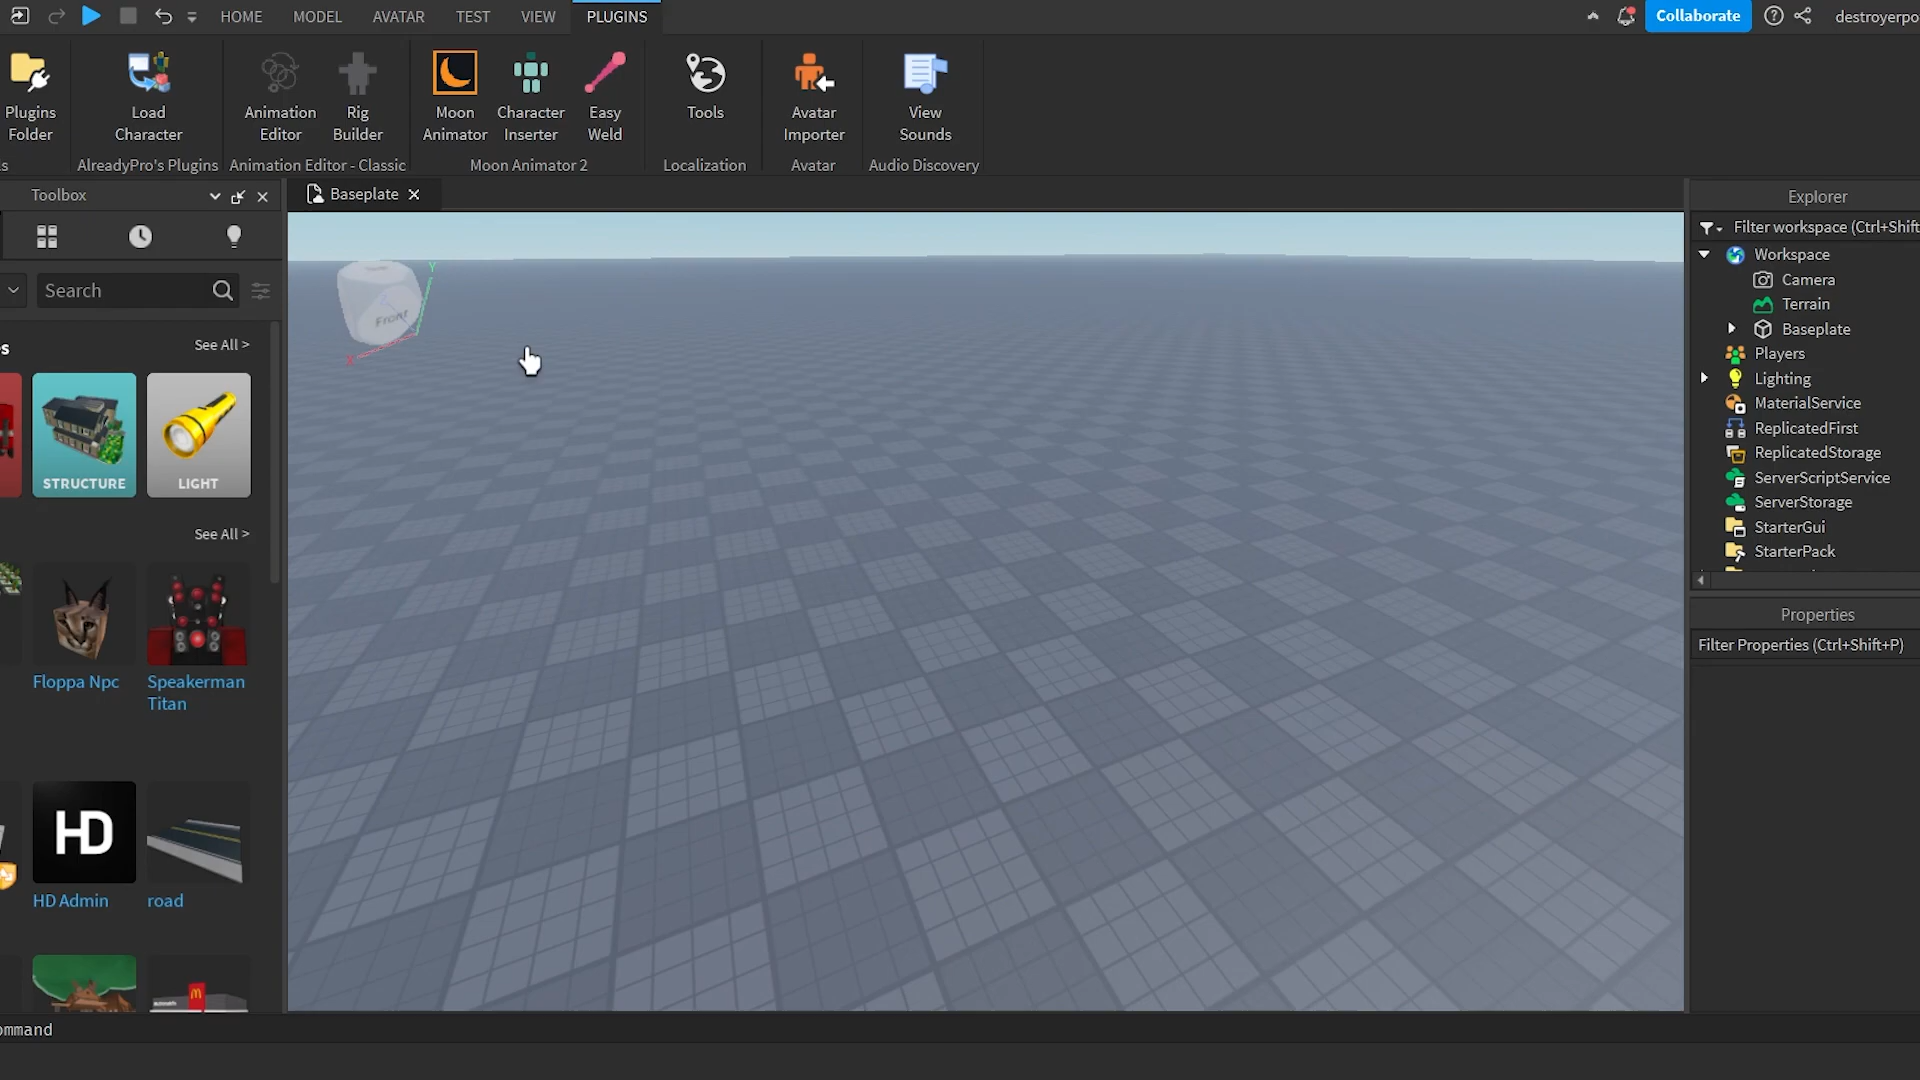 HOME MODEL AVATAR TEST VIEW PLUGINS Collaborate destroyerpo
Plugins Folder
Load Character
Animation Editor
Rig Builder
Moon Animator
Character Inserter
Easy Weld
Tools
Avatar Importer
View Sounds
s AlreadyPro's Plugins Animation Editor - Classic Moon Animator 2 Localization Avatar Audio Discovery
Toolbox
Baseplate
Explorer
Search
Filter workspace (Ctrl+Shift
Workspace
Camera
Terrain
Baseplate
Players
Lighting
MaterialService
ReplicatedFirst
ReplicatedStorage
ServerScriptService
ServerStorage
StarterGui
StarterPack
Y
Front
X
s See All >
STRUCTURE LIGHT
See All >
Floppa Npc
Speakerman
Titan
HD
HD Admin
road
Properties
Filter Properties (Ctrl+Shift+P)
ommand